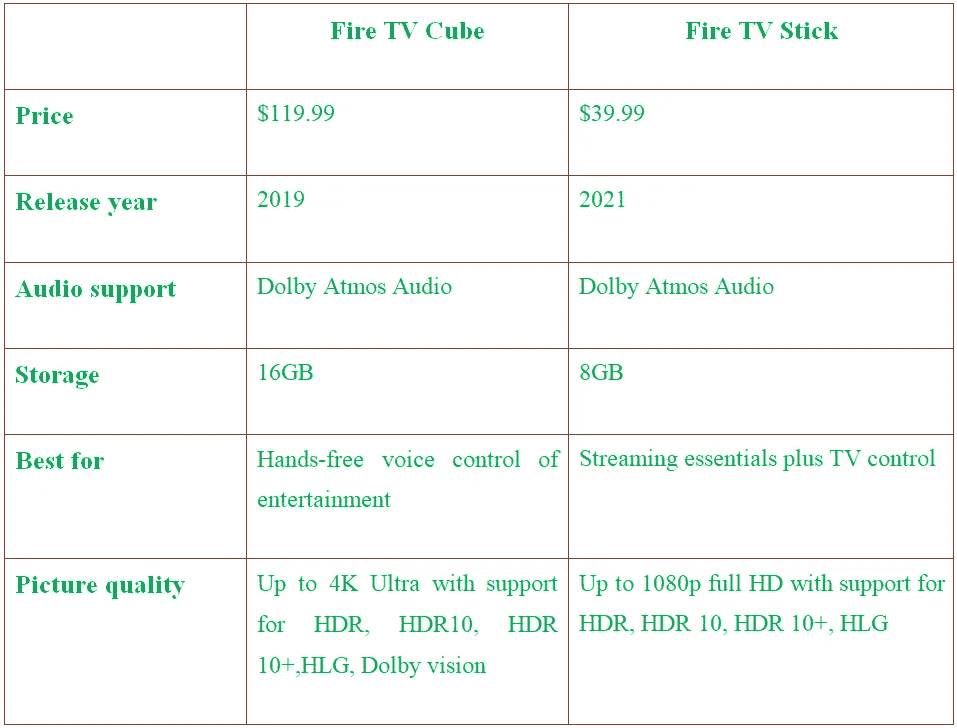 Fire TV Cube Fire TV Stick
Price $119.99 $39.99
Release year 2019 2021
Audio support Dolby Atmos Audio Dolby Atmos Audio
Storage 16GB 8GB
Best for Hands-free voice control of Streaming essentials plus TV control
entertainment
Picture quality Up to 4K Ultra with support Up to 1080p full HD with support for
for HDR, HDR10, HDR HDR, HDR 10, HDR 10+, HLG
10+,HLG, Dolby vision